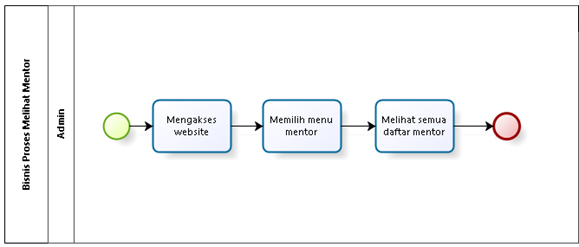 Bisnis Proses Melihat Mentor
Admin
Mengakses
website
Memilih menu
mentor
Melihat semua
daftar mentor